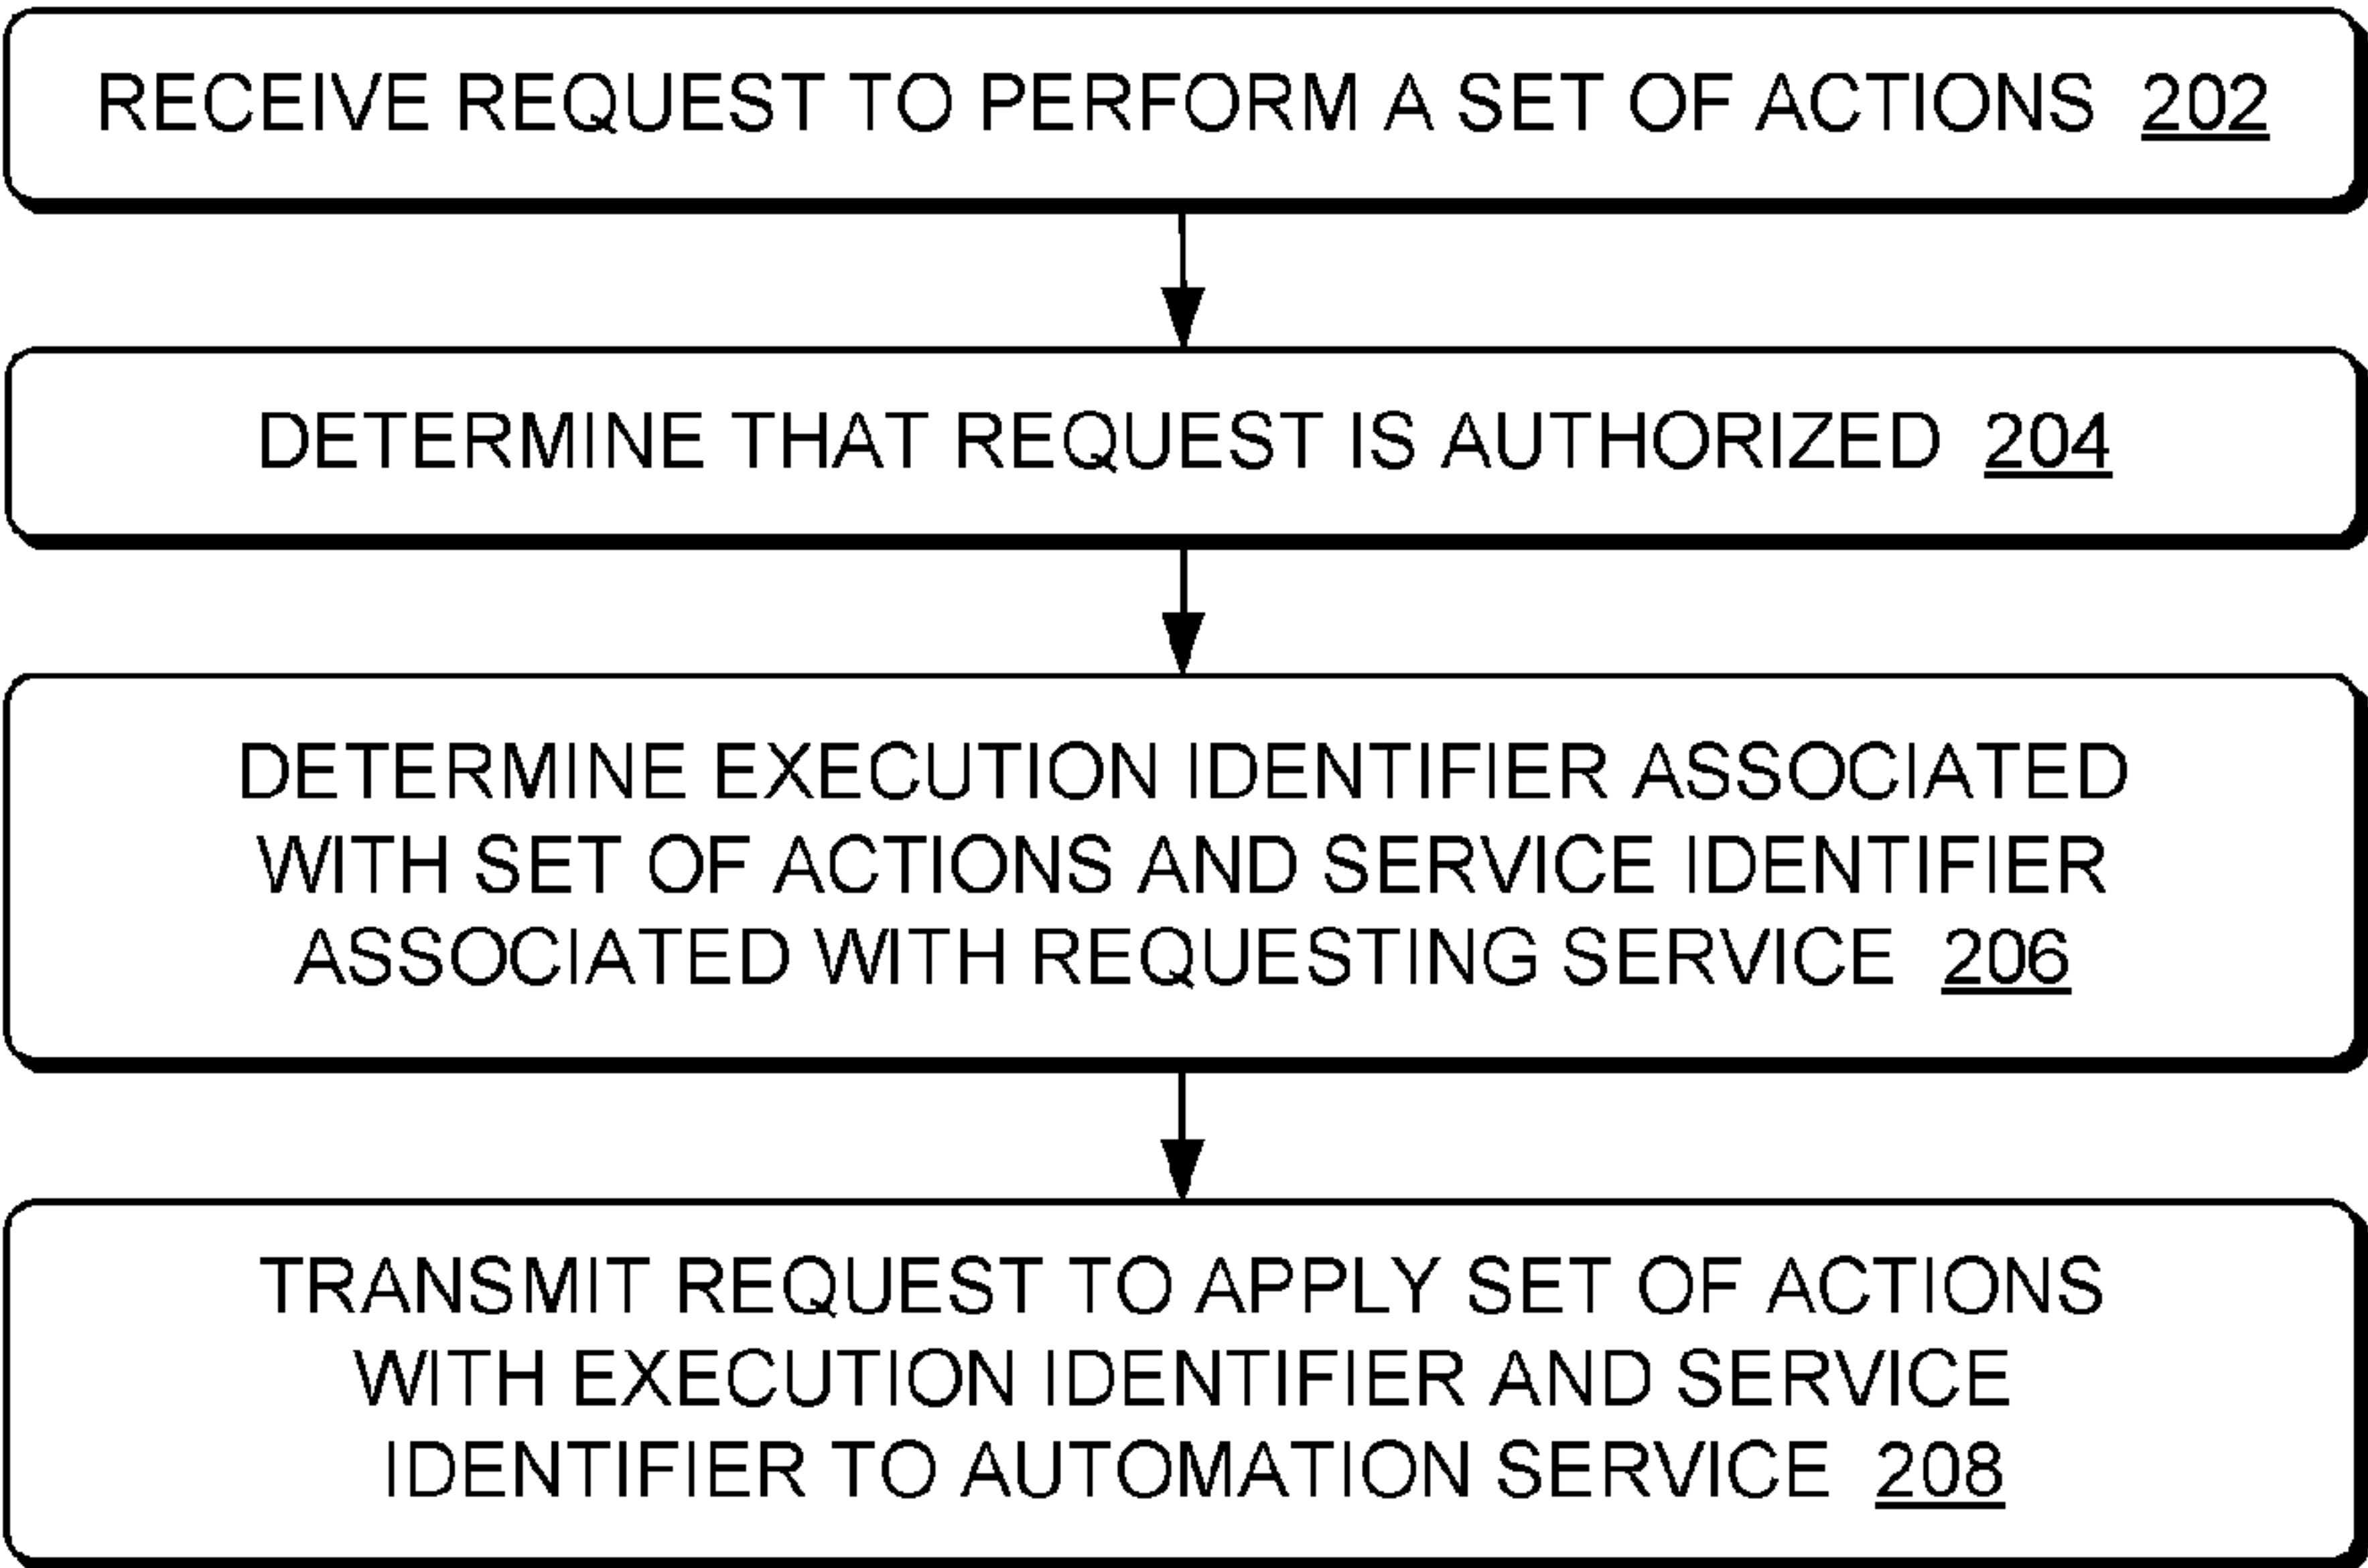 RECEIVE REQUEST TO PERFORM A SET OF ACTIONS 202
DETERMINE THAT REQUEST IS AUTHORIZED 204
DETERMINE EXECUTION IDENTIFIER ASSOCIATED
WITH SET OF ACTIONS AND SERVICE IDENTIFIER
ASSOCIATED WITH REQUESTING SERVICE 206
TRANSMIT REQUEST TO APPLY SET OF ACTIONS
WITH EXECUTION IDENTIFIER AND SERVICE
IDENTIFIER TO AUTOMATION SERVICE 208